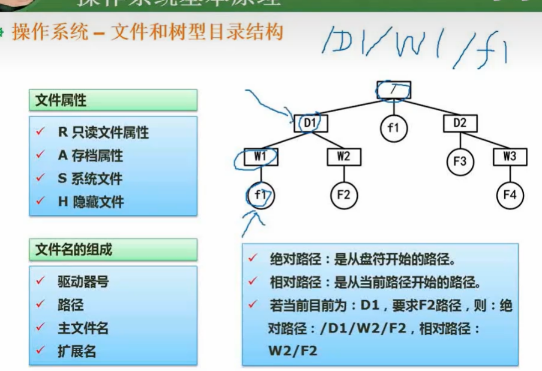 操作系统基本原理
操作系统 – 文件和树型目录结构
/D1/W1/f1
文件属性
R 只读文件属性
A 存档属性
S 系统文件
H 隐藏文件
/
D1
f1
D2
W1
W2
F3
W3
f1
F2
F4
文件名的组成
驱动器号
路径
主文件名
扩展名
绝对路径：是从盘符开始的路径。
相对路径：是从当前路径开始的路径。
若当前目前为：D1，要求F2路径，则：绝
对路径：/D1/W2/F2，相对路径：
W2/F2